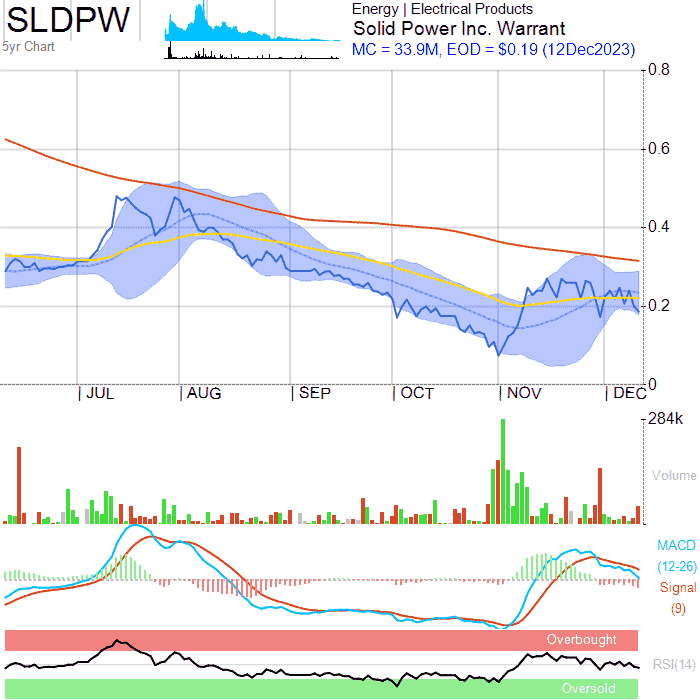 SLDPW
5yr Chart
Energy | Electrical Products
Solid Power Inc. Warrant
MC = 33.9M, EOD = $0.19 (12Dec2023)
0.8
0.6
0.4
0.2
0
JUL AUG SEP OCT NOV DEC
284k
Volume
MACD
(12-26)
Signal
(9)
Overbought
RSI(14)
Oversold